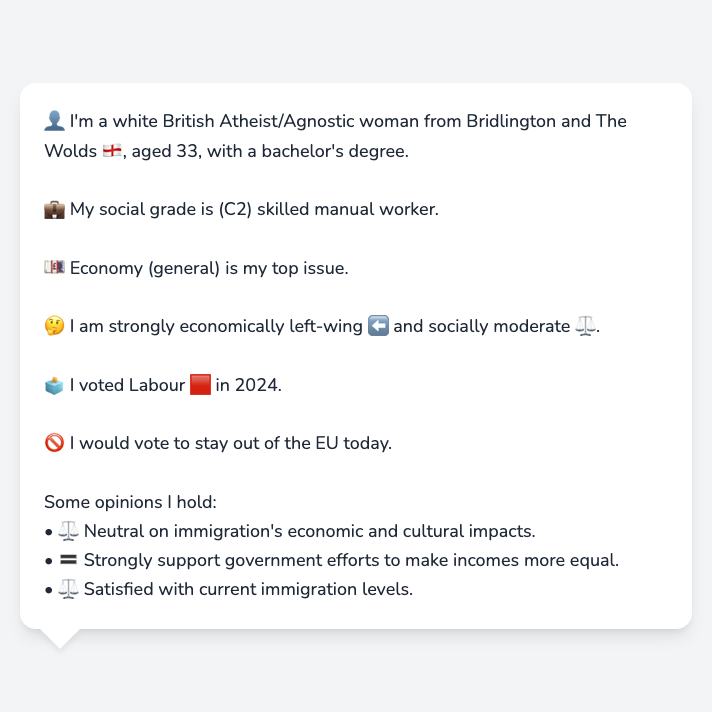 👤 I'm a white British Atheist/Agnostic woman from Bridlington and The
Wolds 🏴󠁧󠁢󠁥󠁮󠁧󠁿, aged 33, with a bachelor's degree.
💼 My social grade is (C2) skilled manual worker.
💷 Economy (general) is my top issue.
🤔 I am strongly economically left-wing ⬅️ and socially moderate ⚖️.
🗳️ I voted Labour 🟥 in 2024.
🚫 I would vote to stay out of the EU today.
Some opinions I hold:
• ⚖️ Neutral on immigration's economic and cultural impacts.
• 🟰 Strongly support government efforts to make incomes more equal.
• ⚖️ Satisfied with current immigration levels.